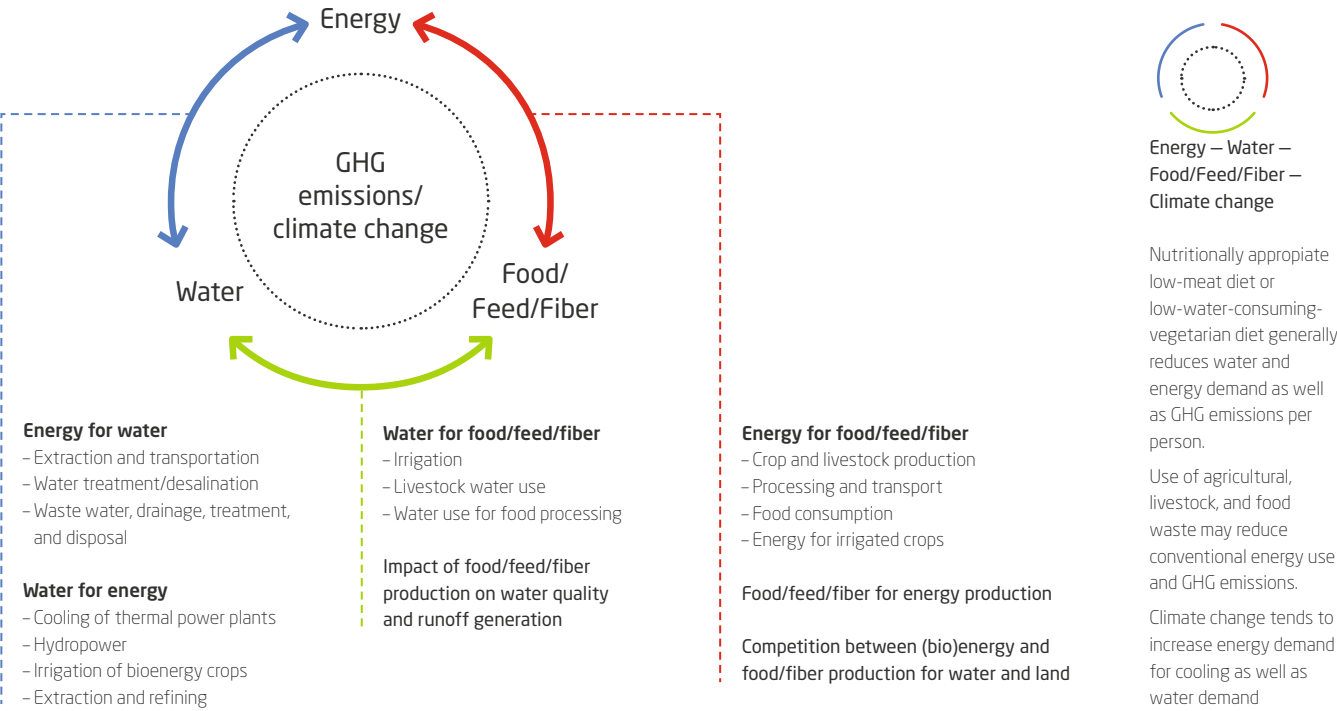 Energy
GHG
emissions/
climate change
Water
Food/
Feed/Fiber
Energy for water
– Extraction and transportation
– Water treatment/desalination
– Waste water, drainage, treatment,
and disposal
Water for energy
– Cooling of thermal power plants
– Hydropower
– Irrigation of bioenergy crops
– Extraction and refining
Water for food/feed/fiber
– Irrigation
– Livestock water use
– Water use for food processing
Impact of food/feed/fiber
production on water quality
and runoff generation
Energy for food/feed/fiber
– Crop and livestock production
– Processing and transport
– Food consumption
– Energy for irrigated crops
Food/feed/fiber for energy production
Competition between (bio)energy and
food/fiber production for water and land
Energy — Water —
Food/Feed/Fiber —
Climate change
Nutritionally appropiate
low-meat diet or
low-water-consuming-
vegetarian diet generally
reduces water and
energy demand as well
as GHG emissions per
person.
Use of agricultural,
livestock, and food
waste may reduce
conventional energy use
and GHG emissions.
Climate change tends to
increase energy demand
for cooling as well as
water demand